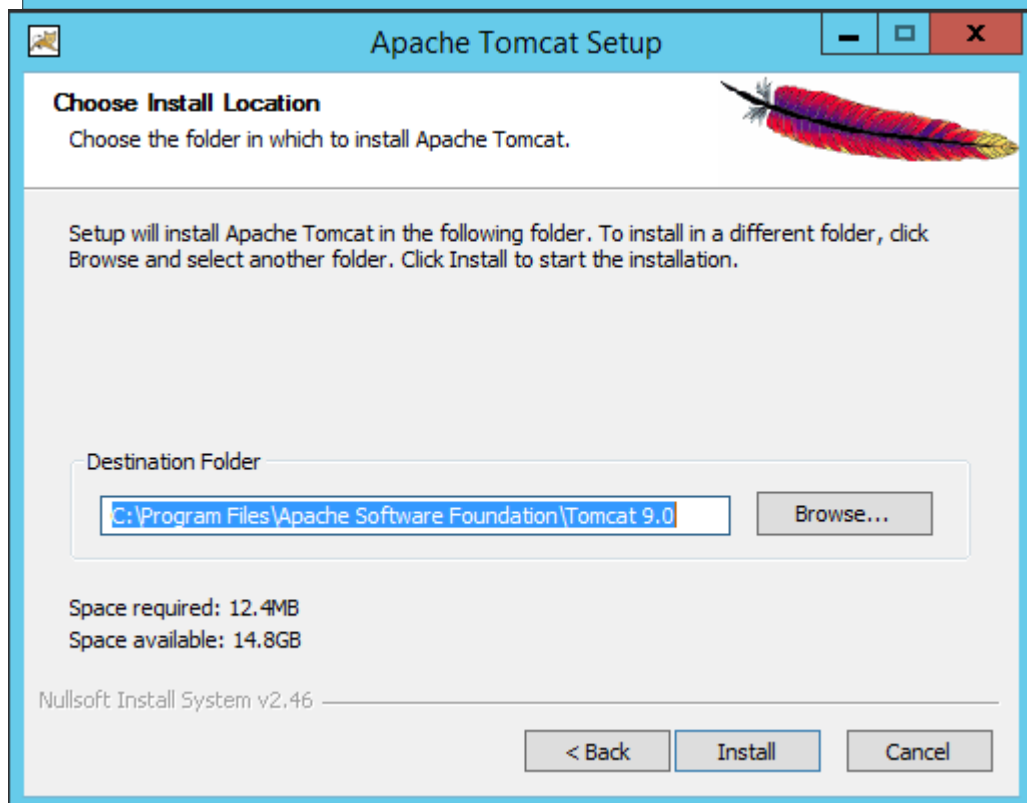 Apache Tomcat Setup
Choose Install Location
Choose the folder in which to install Apache Tomcat.
Setup will install Apache Tomcat in the following folder. To install in a different folder, click
Browse and select another folder. Click Install to start the installation.
Destination Folder
C:\Program Files\Apache Software Foundation\Tomcat 9.0
Browse...
Space required: 12.4MB
Space available: 14.8GB
Nullsoft Install System v2.46
< Back
Install
Cancel